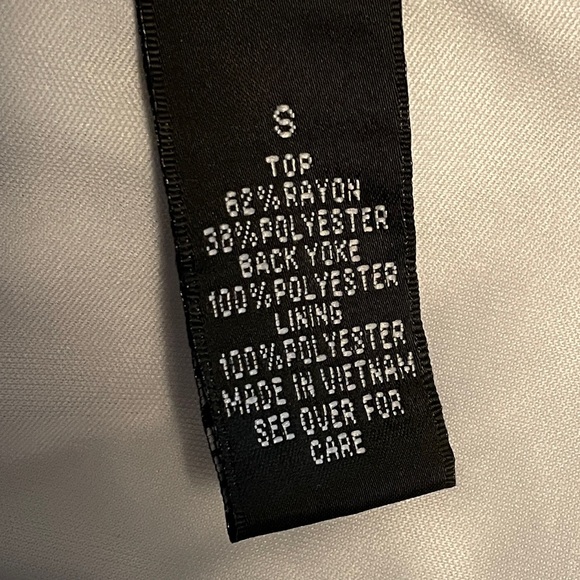 S
TOP
62% RAYON
38% POLYESTER
BACK YOKE
100% POLYESTER
LINING
100% POLYESTER
MADE IN VIETNAM
SEE OVER FOR
CARE